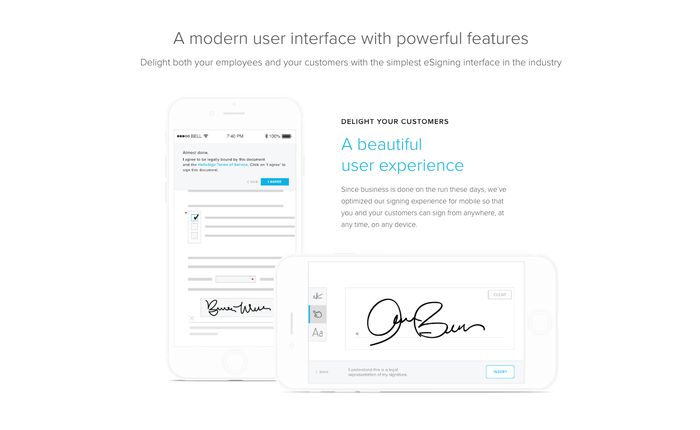 A modern user interface with powerful features
Delight both your employees and your customers with the simplest eSigning interface in the industry
●●●○○ BELL 7:40 PM 100%
Almost done.
I agree to be legally bound by this document
and the HelloSign Terms of Service. Click on 'I agree' to
sign this document.
I AGREE
DELIGHT YOUR CUSTOMERS
A beautiful
user experience
Since business is done on the run these days, we've
optimized our signing experience for mobile so that
you and your customers can sign from anywhere, at
any time, on any device.
CLEAR
Aa
< BACK
I understand this is a legal
representation of my signature.
INSERT